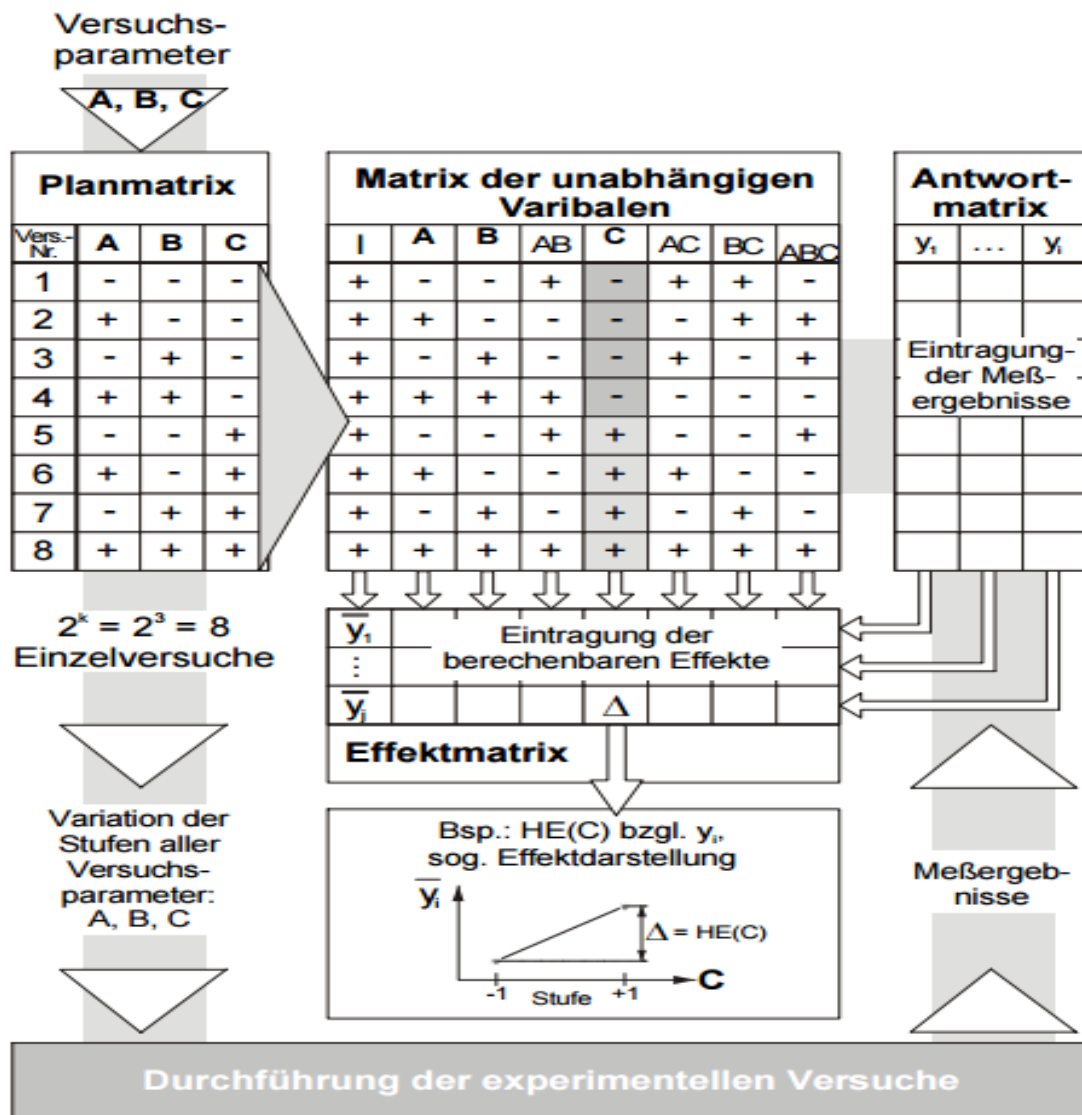 Versuchs-
parameter
A, B, C
Planmatrix
Vers.-
Nr. A B C
1 - - -
2 + - -
3 - + -
4 + + -
5 - - +
6 + - +
7 - + +
8 + + +
Matrix der unabhängigen
Varibalen
I A B AB C AC BC ABC
+ - - + - + + -
+ + - - - - + +
+ - + - - + - +
+ + + + - - - -
+ - - + + - - +
+ + - - + + - -
+ - + - + - + -
+ + + + + + + +
Antwort-
matrix
y₁ ... yᵢ
Eintragung-
der Meß-
ergebnisse
2ᵏ = 2³ = 8
Einzelversuche
y̅₁
⋮
y̅ⱼ
Eintragung der
berechenbaren Effekte
Δ
Effektmatrix
Variation der
Stufen aller
Versuchs-
parameter:
A, B, C
Bsp.: HE(C) bzgl. yᵢ,
sog. Effektdarstellung
y̅ᵢ
Δ = HE(C)
-1 Stufe +1 C
Meßergeb-
nisse
Durchführung der experimentellen Versuche